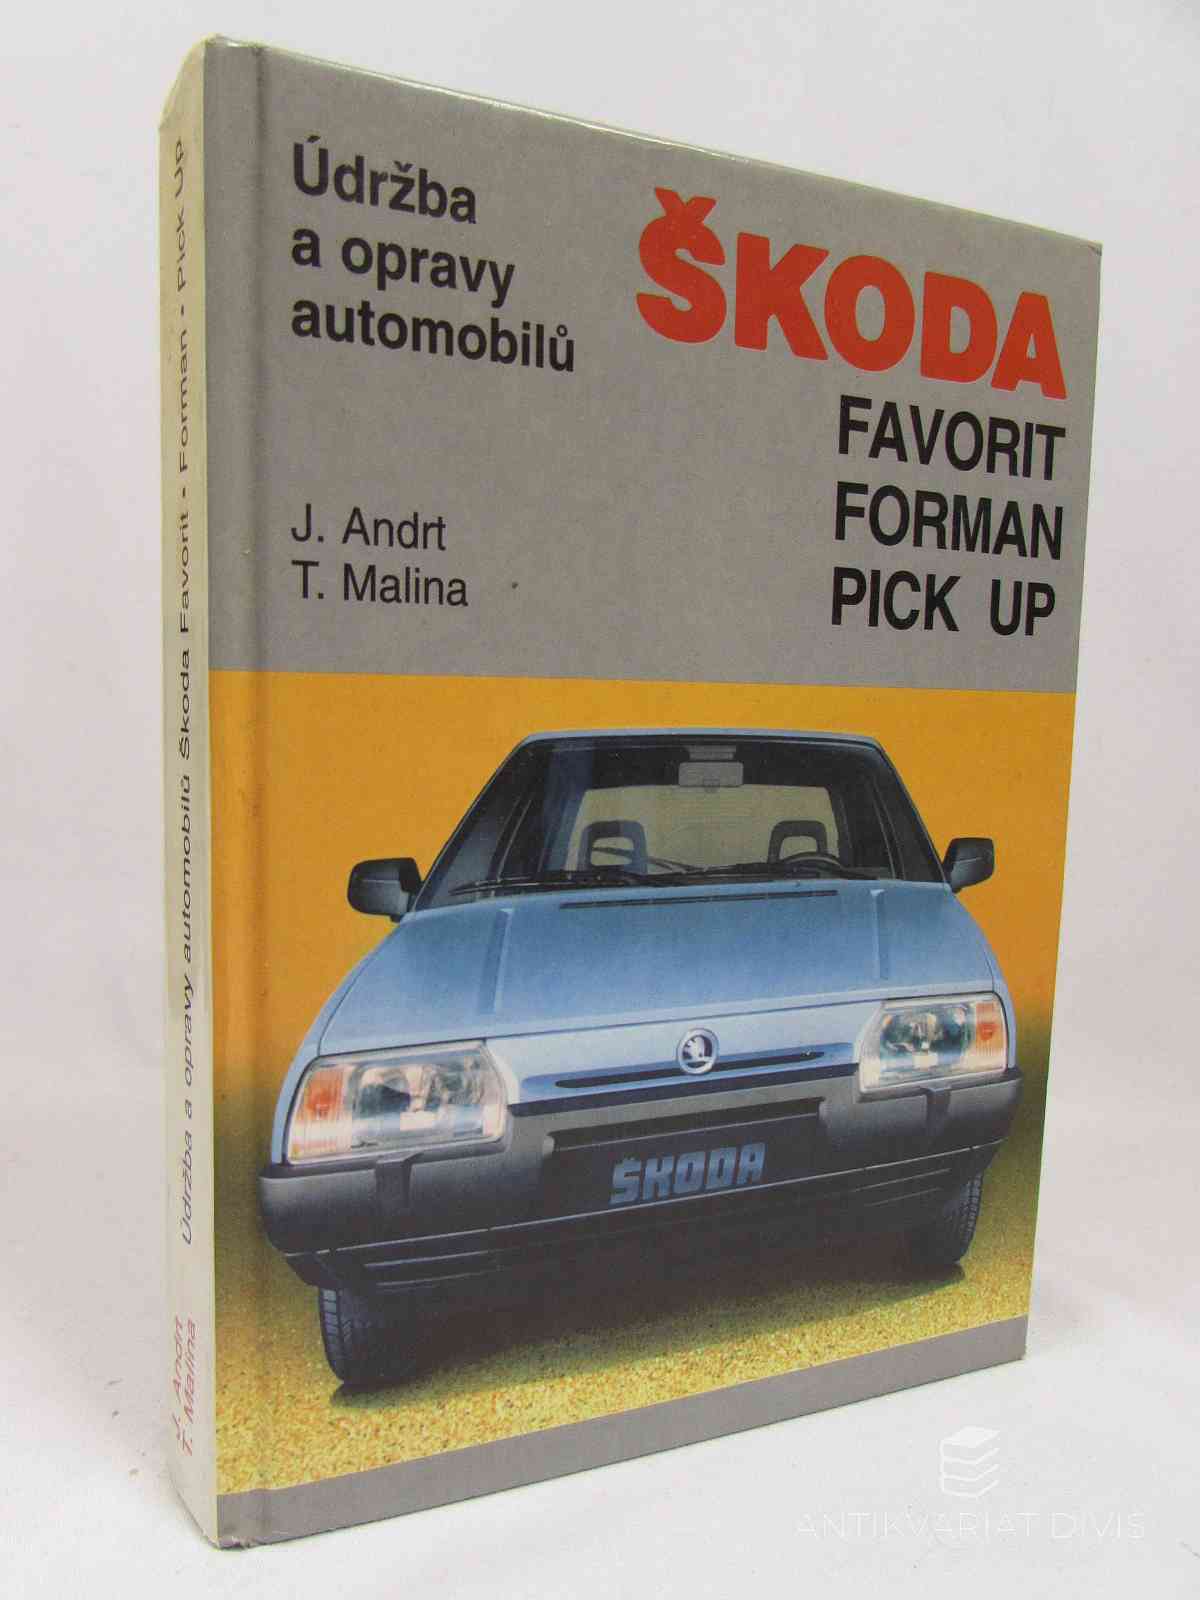 Údržba
a opravy
automobilů
ŠKODA
FAVORIT
FORMAN
PICK UP
J. Andrt
T. Malina
ŠKODA
J. Andrt
T. Malina
Údržba a opravy automobilů Škoda Favorit · Forman · Pick Up
ANTIKVARIAT DIVIS